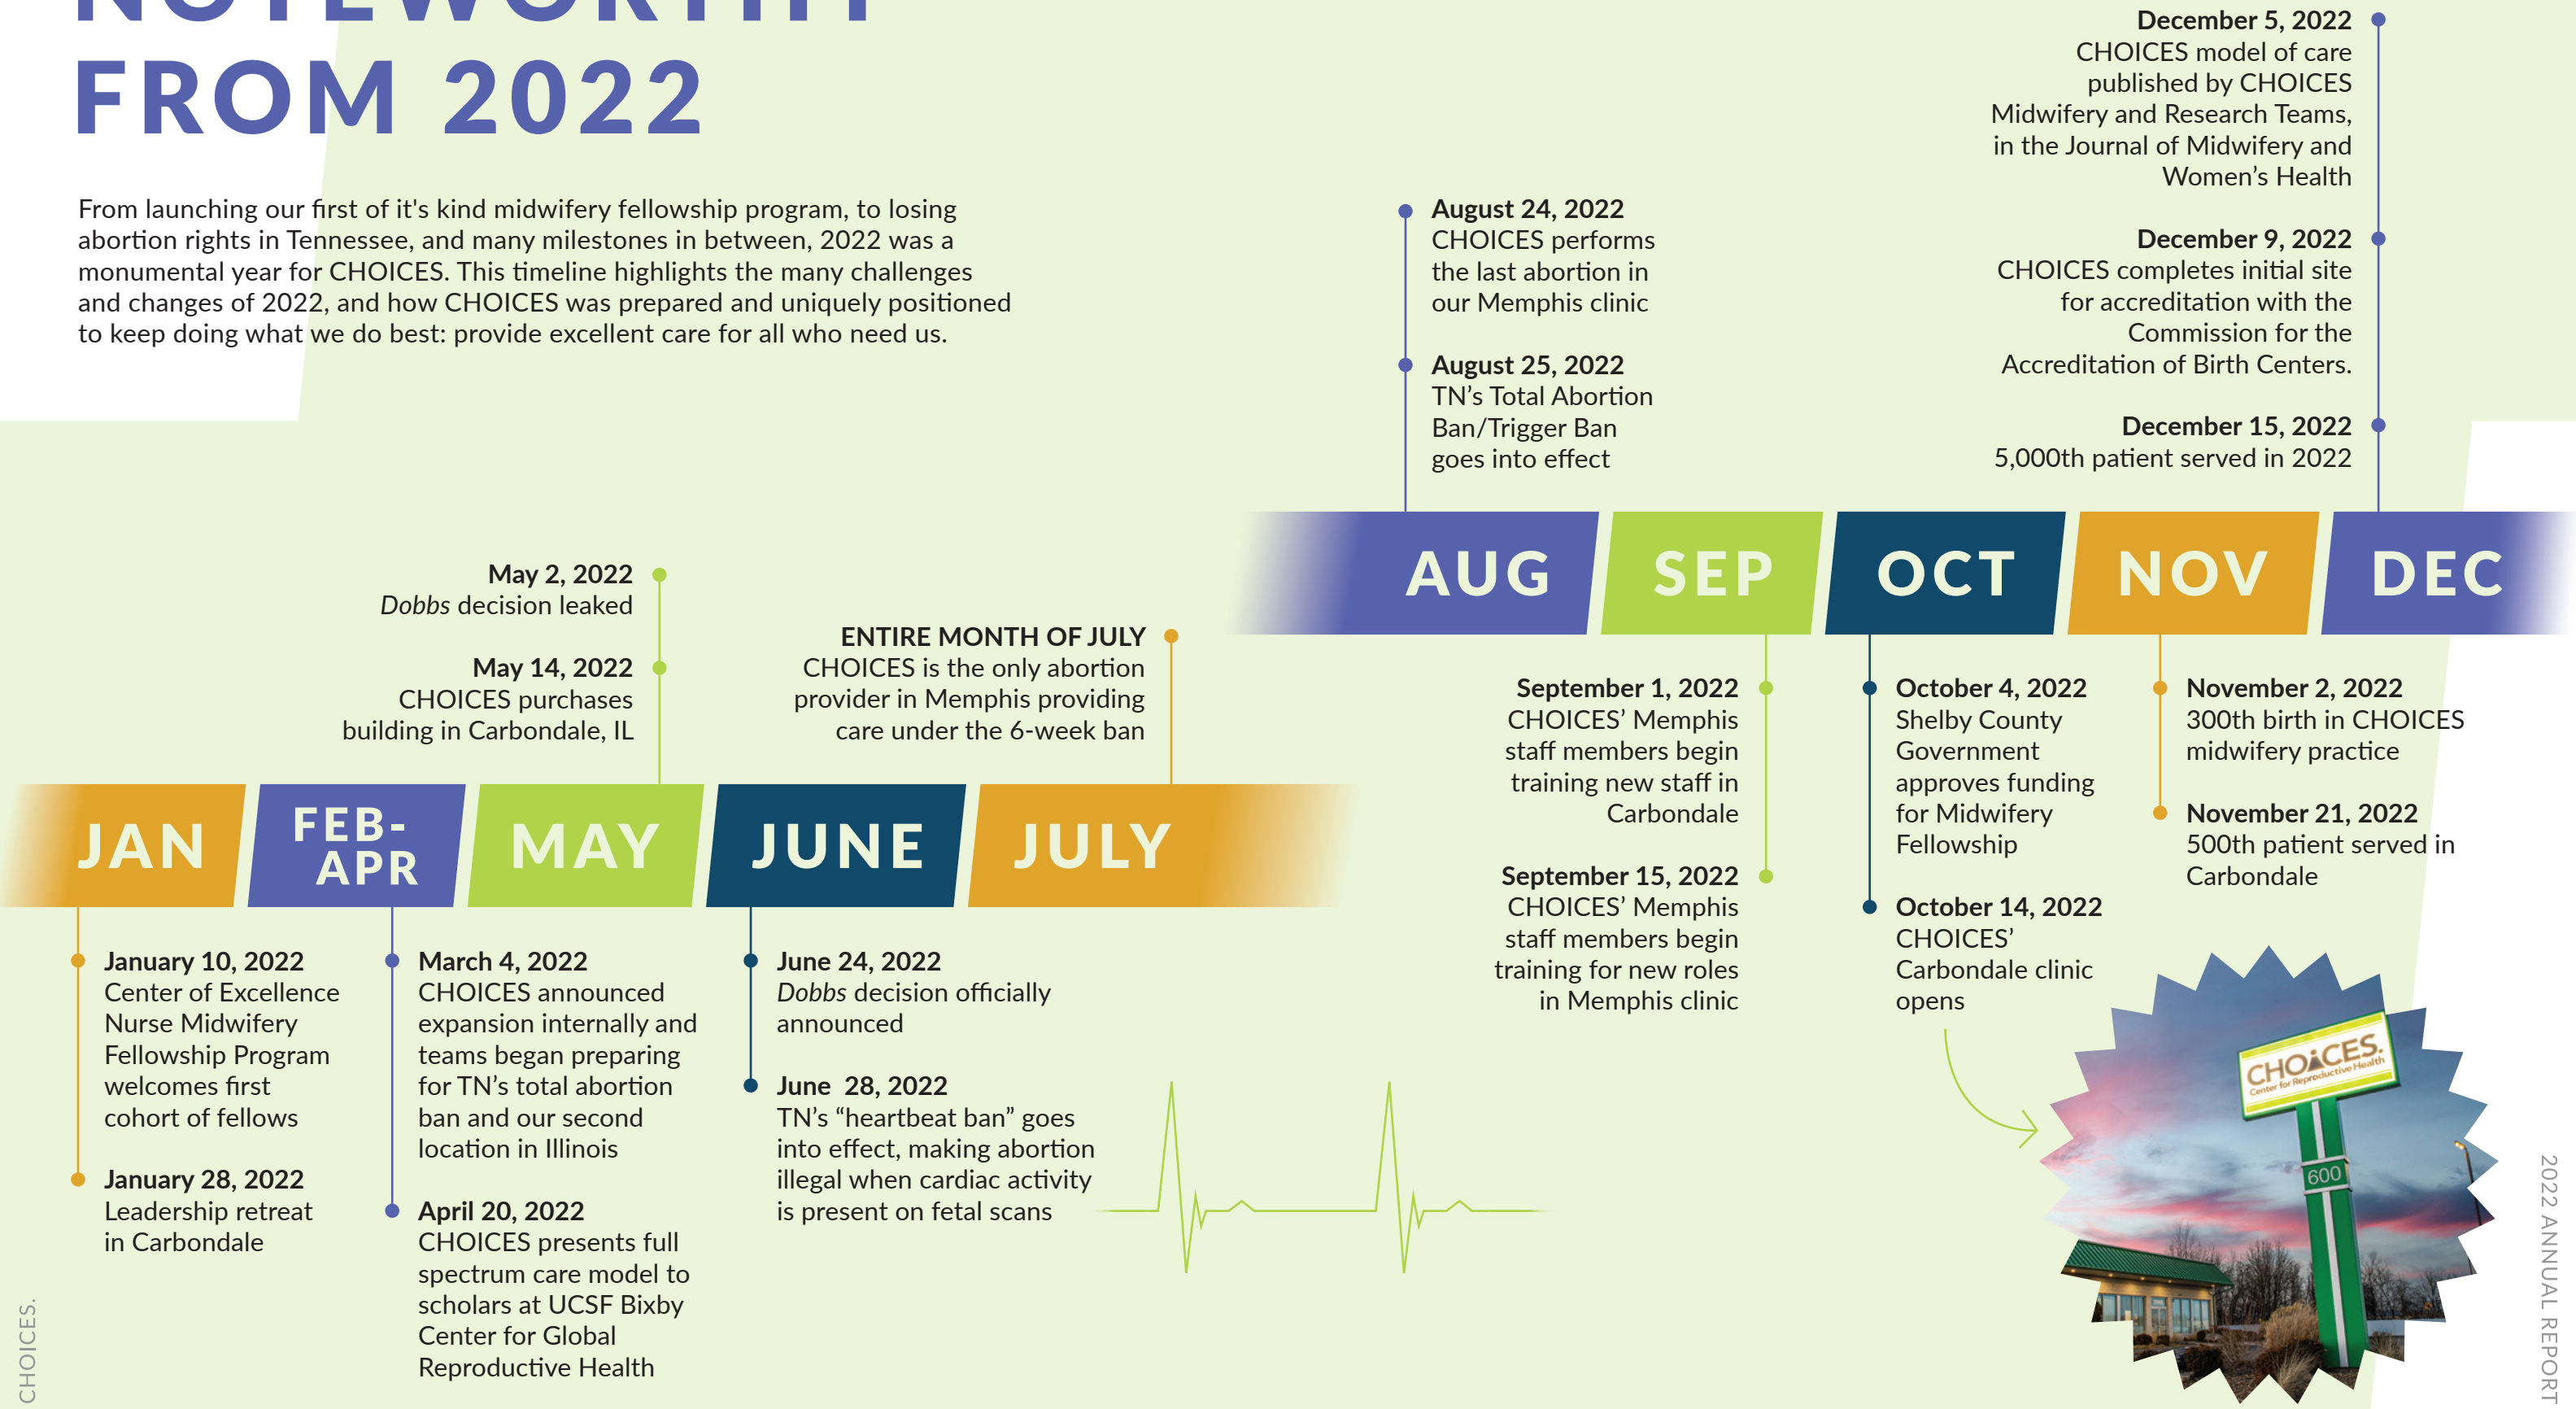 NOTEWORTHY
FROM 2022
From launching our first of it's kind midwifery fellowship program, to losing
abortion rights in Tennessee, and many milestones in between, 2022 was a
monumental year for CHOICES. This timeline highlights the many challenges
and changes of 2022, and how CHOICES was prepared and uniquely positioned
to keep doing what we do best: provide excellent care for all who need us.
JAN
January 10, 2022
Center of Excellence
Nurse Midwifery
Fellowship Program
welcomes first
cohort of fellows
January 28, 2022
Leadership retreat
in Carbondale
FEB-
APR
March 4, 2022
CHOICES announced
expansion internally and
teams began preparing
for TN’s total abortion
ban and our second
location in Illinois
April 20, 2022
CHOICES presents full
spectrum care model to
scholars at UCSF Bixby
Center for Global
Reproductive Health
May 2, 2022
Dobbs decision leaked
May 14, 2022
CHOICES purchases
building in Carbondale, IL
MAY
JUNE
June 24, 2022
Dobbs decision officially
announced
June  28, 2022
TN’s “heartbeat ban” goes
into effect, making abortion
illegal when cardiac activity
is present on fetal scans
ENTIRE MONTH OF JULY
CHOICES is the only abortion
provider in Memphis providing
care under the 6-week ban
JULY
August 24, 2022
CHOICES performs
the last abortion in
our Memphis clinic
August 25, 2022
TN’s Total Abortion
Ban/Trigger Ban
goes into effect
AUG
SEP
September 1, 2022
CHOICES’ Memphis
staff members begin
training new staff in
Carbondale
September 15, 2022
CHOICES’ Memphis
staff members begin
training for new roles
in Memphis clinic
OCT
October 4, 2022
Shelby County
Government
approves funding
for Midwifery
Fellowship
October 14, 2022
CHOICES’
Carbondale clinic
opens
NOV
November 2, 2022
300th birth in CHOICES
midwifery practice
November 21, 2022
500th patient served in
Carbondale
December 5, 2022
CHOICES model of care
published by CHOICES
Midwifery and Research Teams,
in the Journal of Midwifery and
Women’s Health
December 9, 2022
CHOICES completes initial site
for accreditation with the
Commission for the
Accreditation of Birth Centers.
December 15, 2022
5,000th patient served in 2022
DEC
CHOICES.
Center for Reproductive Health
600
CHOICES.
2022 ANNUAL REPORT